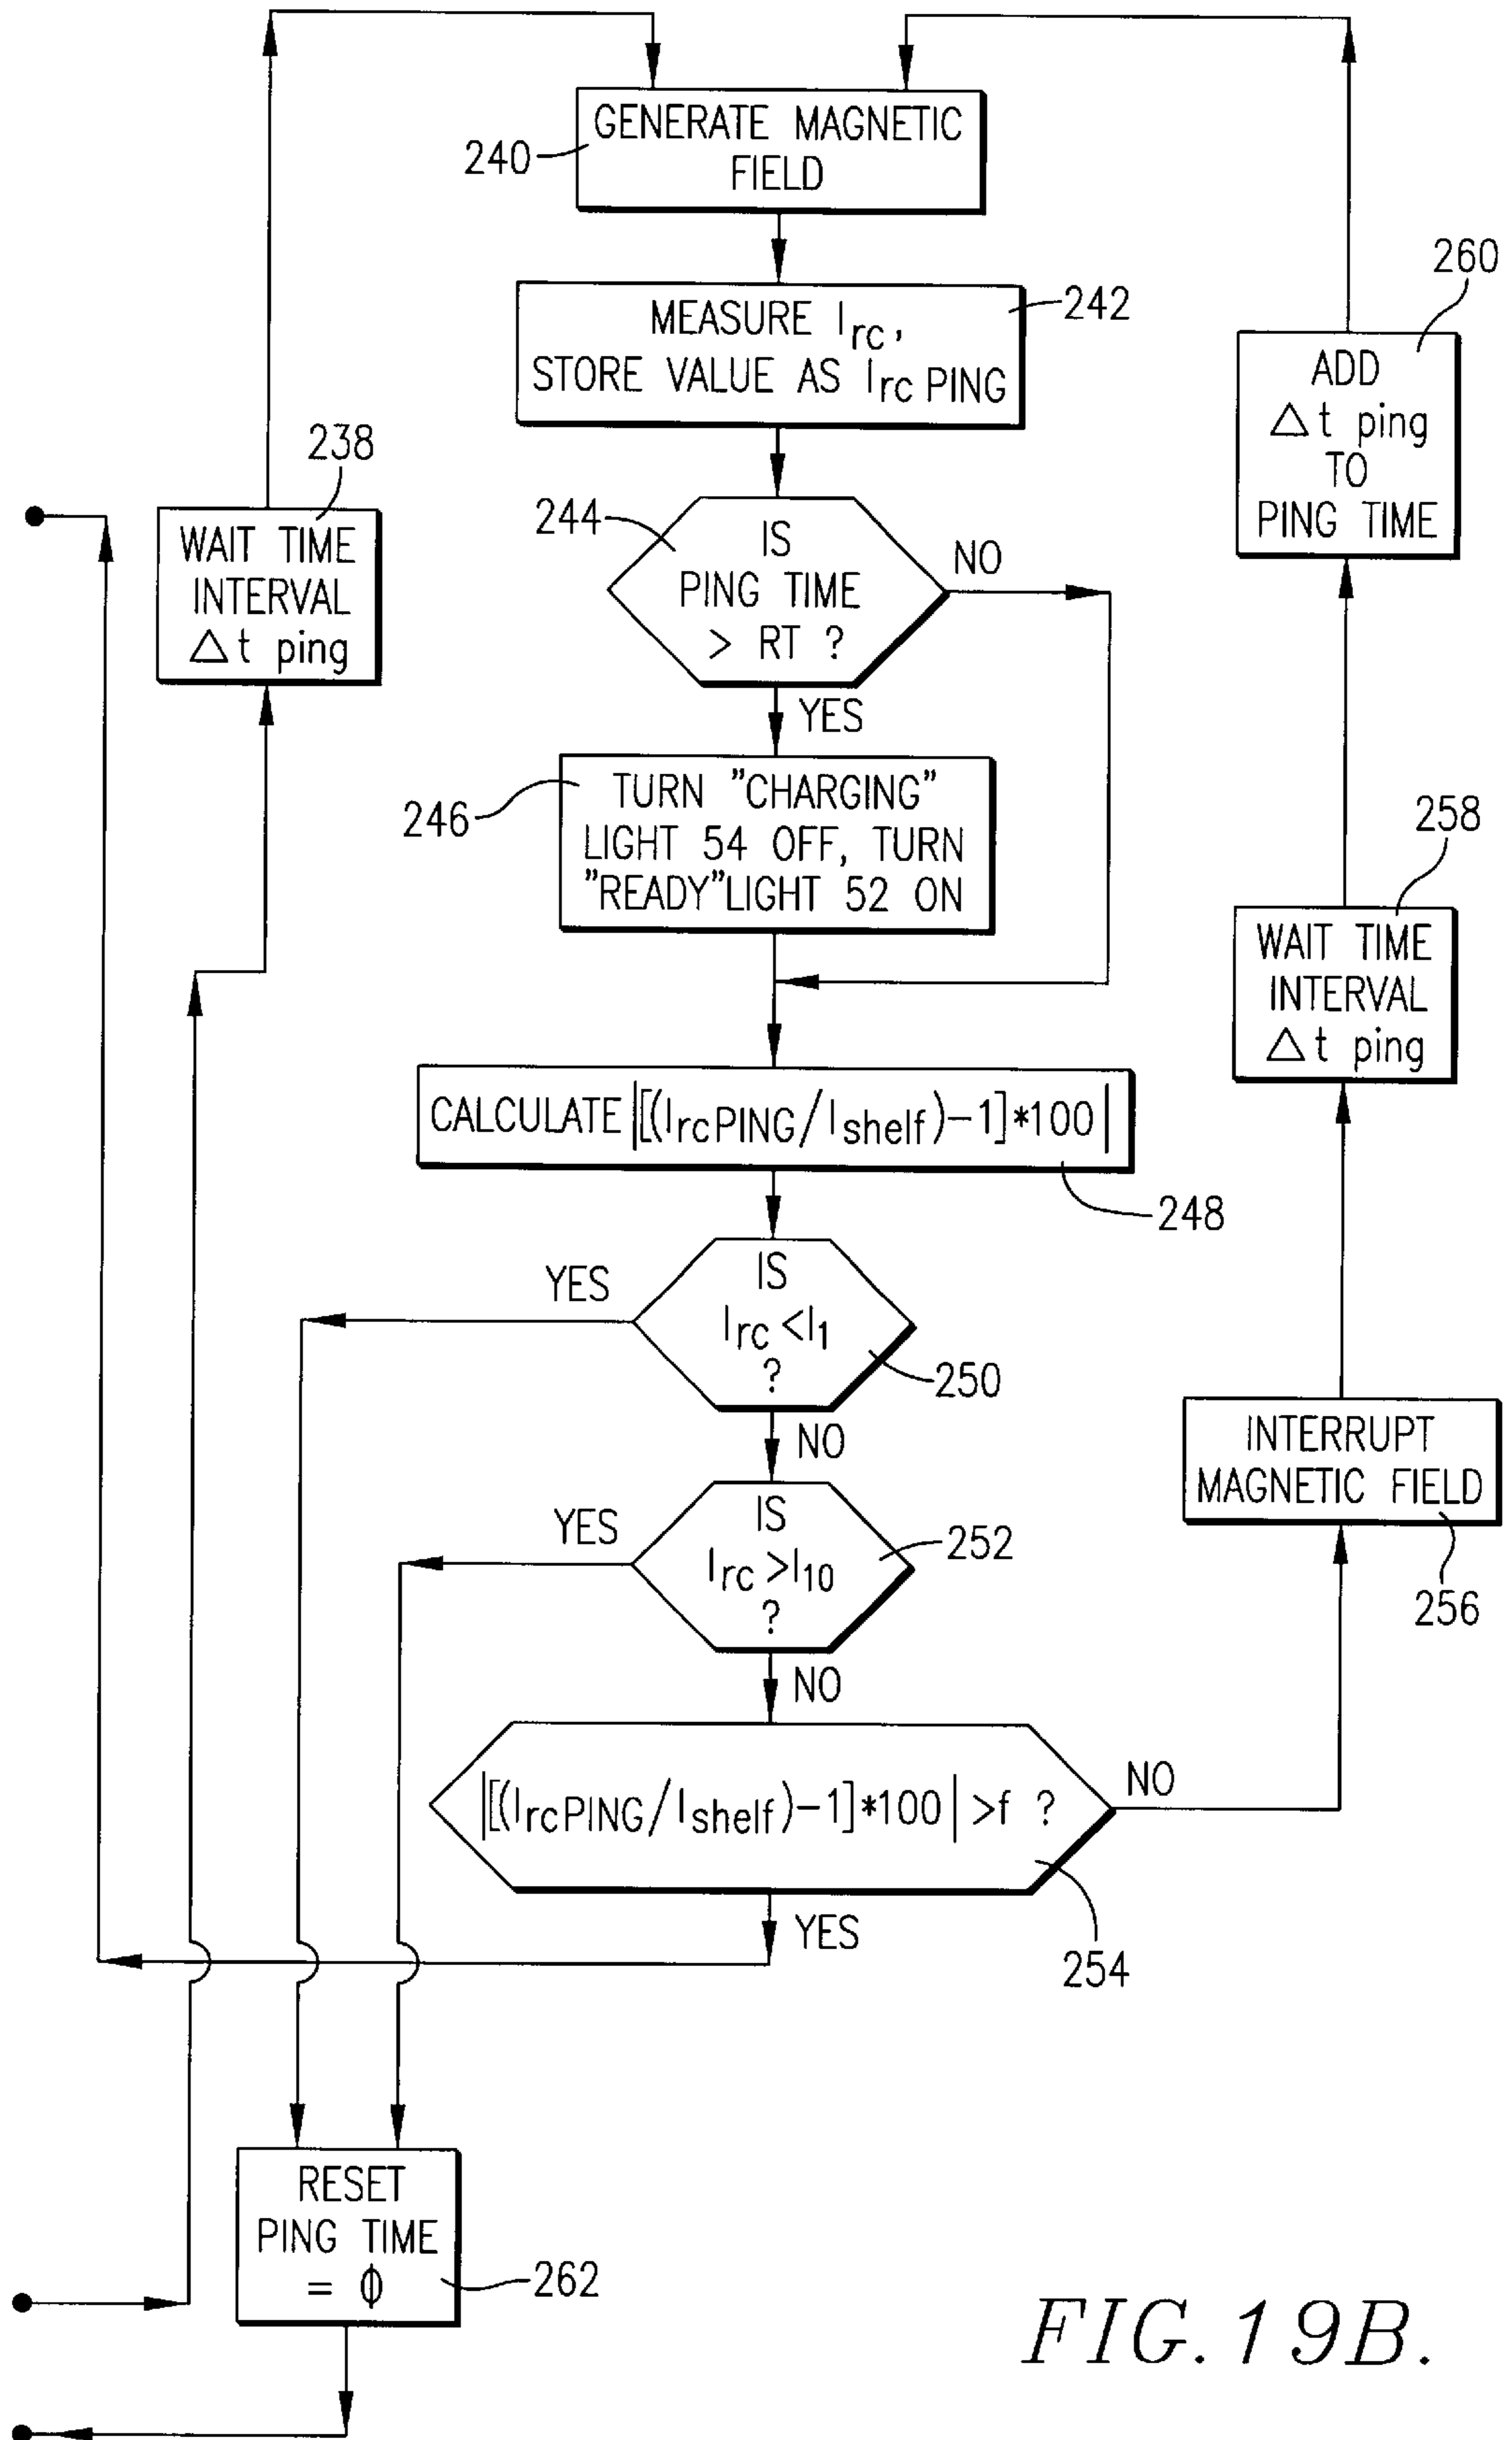 GENERATE MAGNETIC
FIELD
240
MEASURE Irc,
STORE VALUE AS Irc PING
242
260
ADD
△t ping
TO
PING TIME
238
WAIT TIME
INTERVAL
△t ping
244
IS
PING TIME
> RT ?
NO
YES
246
TURN "CHARGING"
LIGHT 54 OFF, TURN
"READY"LIGHT 52 ON
258
WAIT TIME
INTERVAL
△t ping
CALCULATE |[(IrcPING/Ishelf)-1]*100|
248
YES
IS
Irc <I1
?
250
NO
INTERRUPT
MAGNETIC FIELD
256
YES
IS
Irc >I10
?
252
NO
|[(IrcPING/Ishelf)-1]*100| >f ?
NO
YES
254
RESET
PING TIME
= ϕ
262
FIG. 19B.